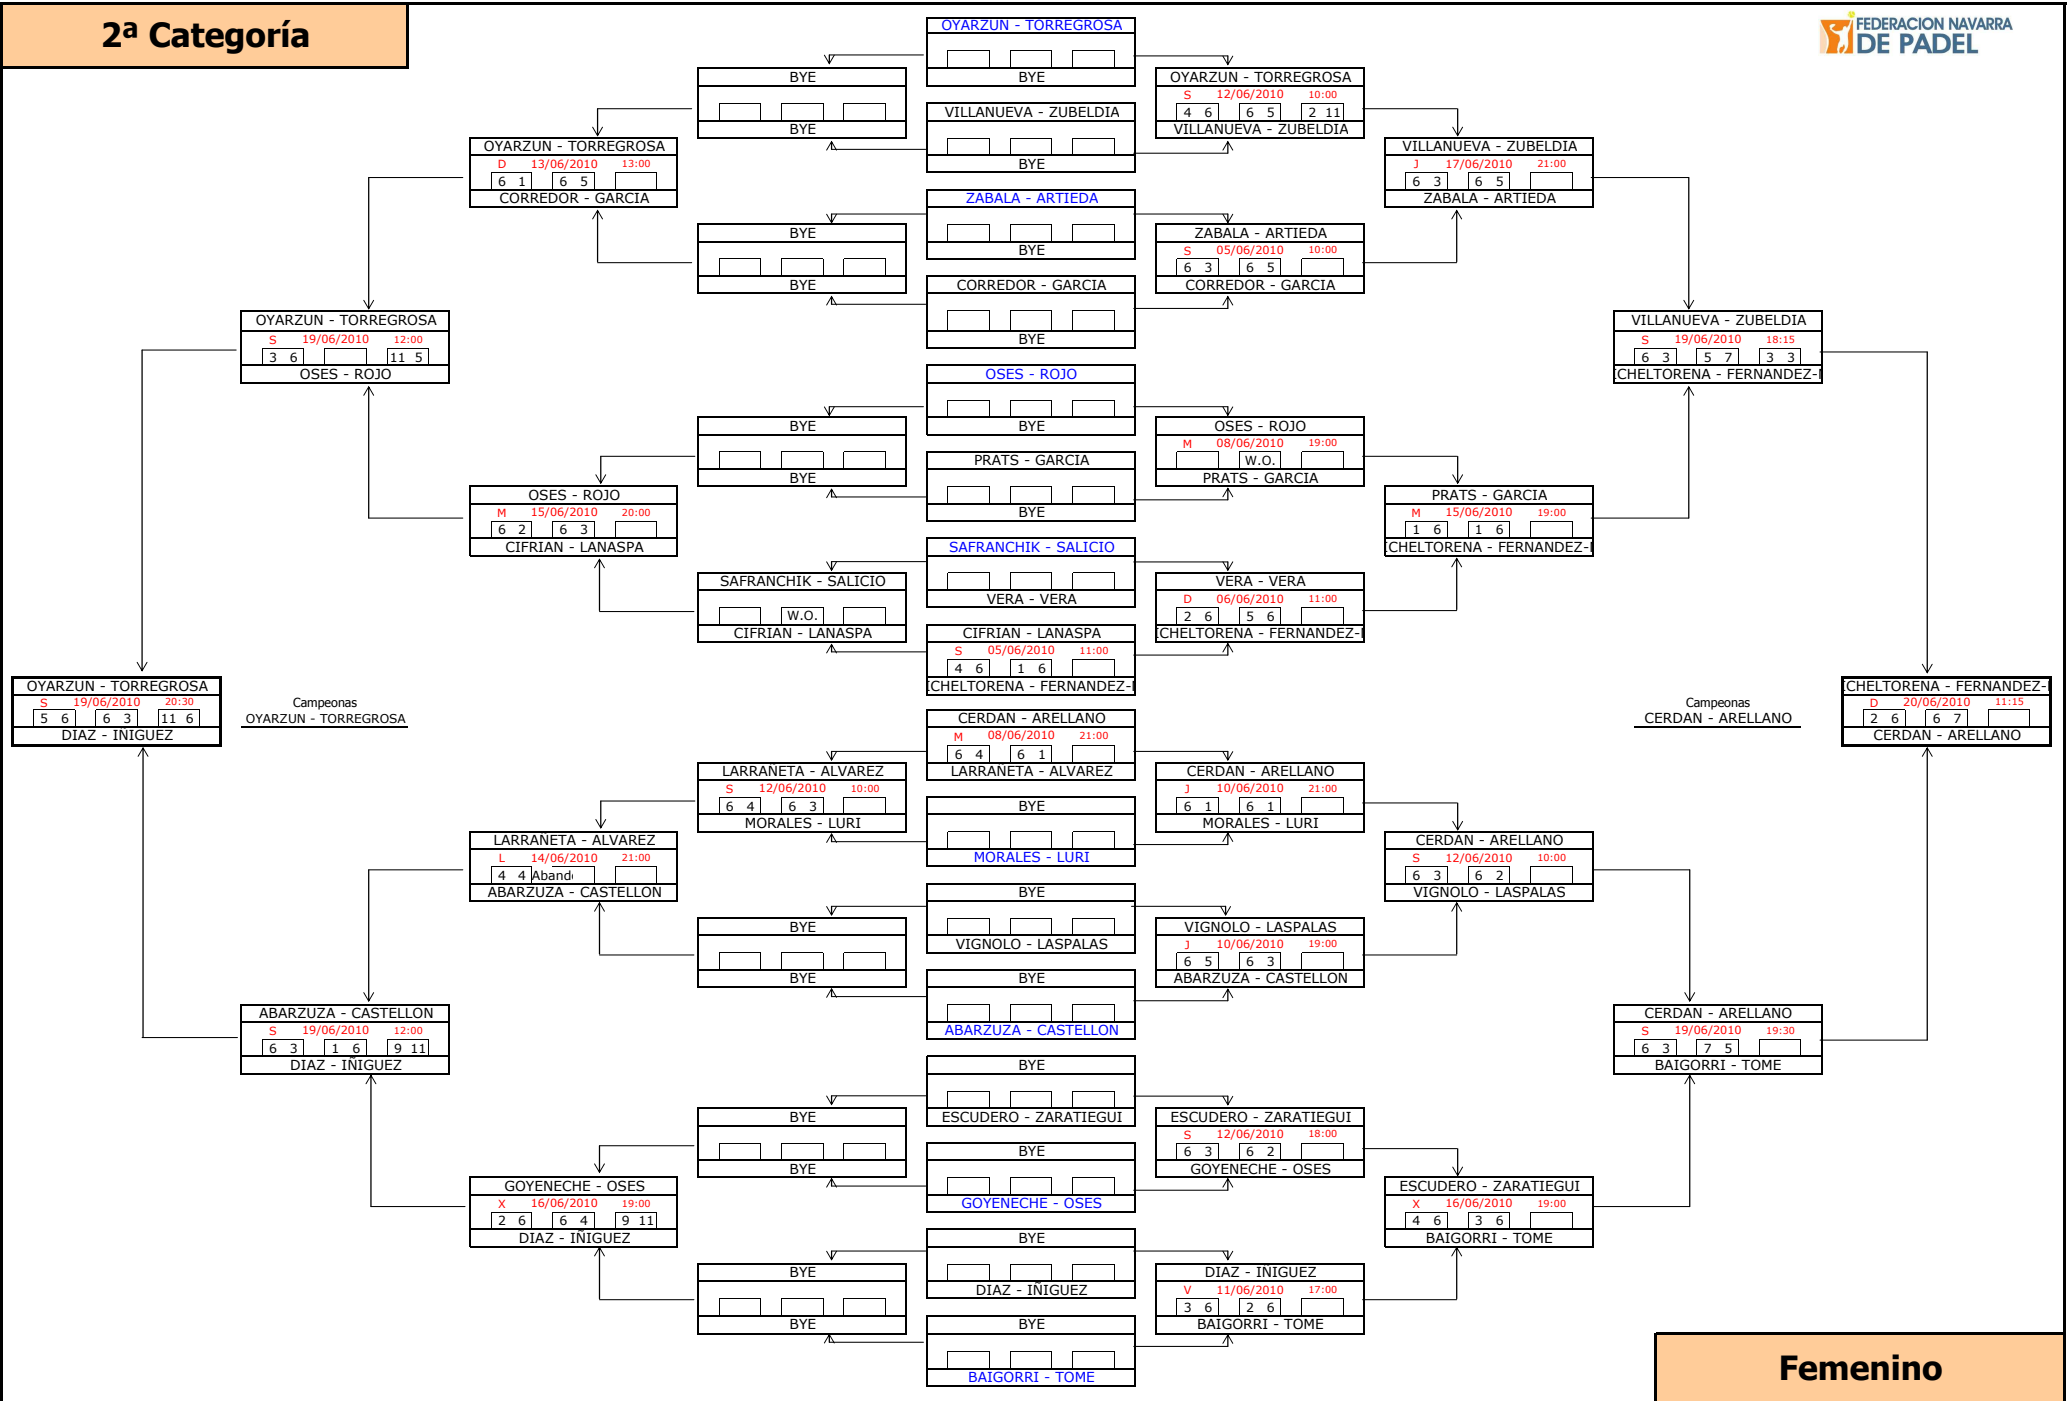 2ª Categoría
FEDERACION NAVARRA
DE PADEL
OYARZUN - TORREGROSA
BYE
VILLANUEVA - ZUBELDIA
BYE
ZABALA - ARTIEDA
BYE
CORREDOR - GARCIA
BYE
OSES - ROJO
BYE
PRATS - GARCIA
BYE
SAFRANCHIK - SALICIO
VERA - VERA
CIFRIAN - LANASPA
S 05/06/2010 11:00
4 6 1 6
CHELTORENA - FERNANDEZ-
CERDAN - ARELLANO
M 08/06/2010 21:00
6 4 6 1
LARRAÑETA - ALVAREZ
BYE
MORALES - LURI
BYE
VIGNOLO - LASPALAS
BYE
ABARZUZA - CASTELLON
BYE
ESCUDERO - ZARATIEGUI
BYE
GOYENECHE - OSES
BYE
DIAZ - IÑIGUEZ
BYE
BAIGORRI - TOME
BYE
BYE
BYE
BYE
BYE
BYE
SAFRANCHIK - SALICIO
W.O.
CIFRIAN - LANASPA
LARRAÑETA - ALVAREZ
S 12/06/2010 10:00
6 4 6 3
MORALES - LURI
BYE
BYE
BYE
BYE
BYE
BYE
OYARZUN - TORREGROSA
D 13/06/2010 13:00
6 1 6 5
CORREDOR - GARCIA
OSES - ROJO
M 15/06/2010 20:00
6 2 6 3
CIFRIAN - LANASPA
LARRAÑETA - ALVAREZ
L 14/06/2010 21:00
4 4 Aband
ABARZUZA - CASTELLON
GOYENECHE - OSES
X 16/06/2010 19:00
2 6 6 4 9 11
DIAZ - IÑIGUEZ
OYARZUN - TORREGROSA
S 19/06/2010 12:00
3 6 11 5
OSES - ROJO
ABARZUZA - CASTELLON
S 19/06/2010 12:00
6 3 1 6 9 11
DIAZ - IÑIGUEZ
OYARZUN - TORREGROSA
S 19/06/2010 20:30
5 6 6 3 11 6
DIAZ - IÑIGUEZ
Campeonas
OYARZUN - TORREGROSA
OYARZUN - TORREGROSA
S 12/06/2010 10:00
4 6 6 5 2 11
VILLANUEVA - ZUBELDIA
ZABALA - ARTIEDA
S 05/06/2010 10:00
6 3 6 5
CORREDOR - GARCIA
OSES - ROJO
M 08/06/2010 19:00
W.O.
PRATS - GARCIA
VERA - VERA
D 06/06/2010 11:00
2 6 5 6
CHELTORENA - FERNANDEZ-
CERDAN - ARELLANO
J 10/06/2010 21:00
6 1 6 1
MORALES - LURI
VIGNOLO - LASPALAS
J 10/06/2010 19:00
6 5 6 3
ABARZUZA - CASTELLON
ESCUDERO - ZARATIEGUI
S 12/06/2010 18:00
6 3 6 2
GOYENECHE - OSES
DIAZ - IÑIGUEZ
V 11/06/2010 17:00
3 6 2 6
BAIGORRI - TOME
VILLANUEVA - ZUBELDIA
J 17/06/2010 21:00
6 3 6 5
ZABALA - ARTIEDA
PRATS - GARCIA
M 15/06/2010 19:00
1 6 1 6
CHELTORENA - FERNANDEZ-
CERDAN - ARELLANO
S 12/06/2010 10:00
6 3 6 2
VIGNOLO - LASPALAS
ESCUDERO - ZARATIEGUI
X 16/06/2010 19:00
4 6 3 6
BAIGORRI - TOME
VILLANUEVA - ZUBELDIA
S 19/06/2010 18:15
6 3 5 7 3 3
CHELTORENA - FERNANDEZ-
CERDAN - ARELLANO
S 19/06/2010 19:30
6 3 7 5
BAIGORRI - TOME
Campeonas
CERDAN - ARELLANO
CHELTORENA - FERNANDEZ-
D 20/06/2010 11:15
2 6 6 7
CERDAN - ARELLANO
Femenino